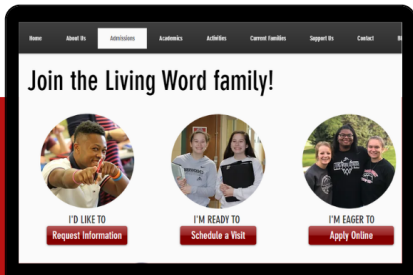 Home About Us Admissions Academics Activities Current Families Support Us Contact
Join the Living Word family!
I'D LIKE TO I'M READY TO I'M EAGER TO
Request Information Schedule a Visit Apply Online